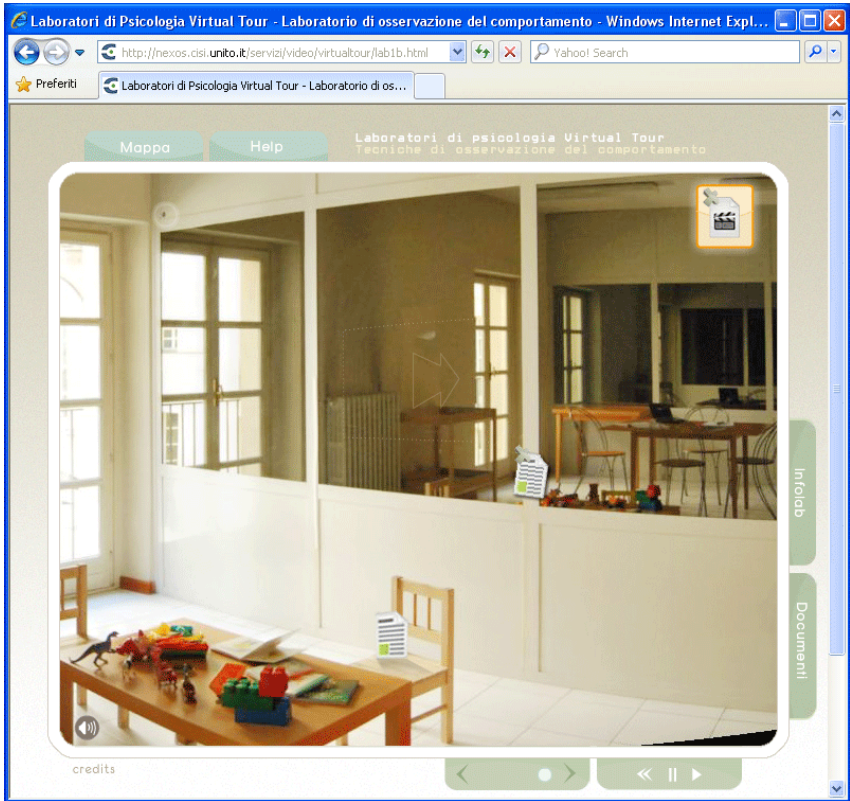 Laboratori di Psicologia Virtual Tour - Laboratorio di osservazione del comportamento - Windows Internet Expl...
http://nexos.cisi.unito.it/servizi/video/virtualtour/lab1b.html
Yahoo! Search
Preferiti
Laboratori di Psicologia Virtual Tour - Laboratorio di os...
Mappa
Help
Laboratori di psicologia Virtual Tour
Tecniche di osservazione del comportamento
Infolab
Documenti
credits